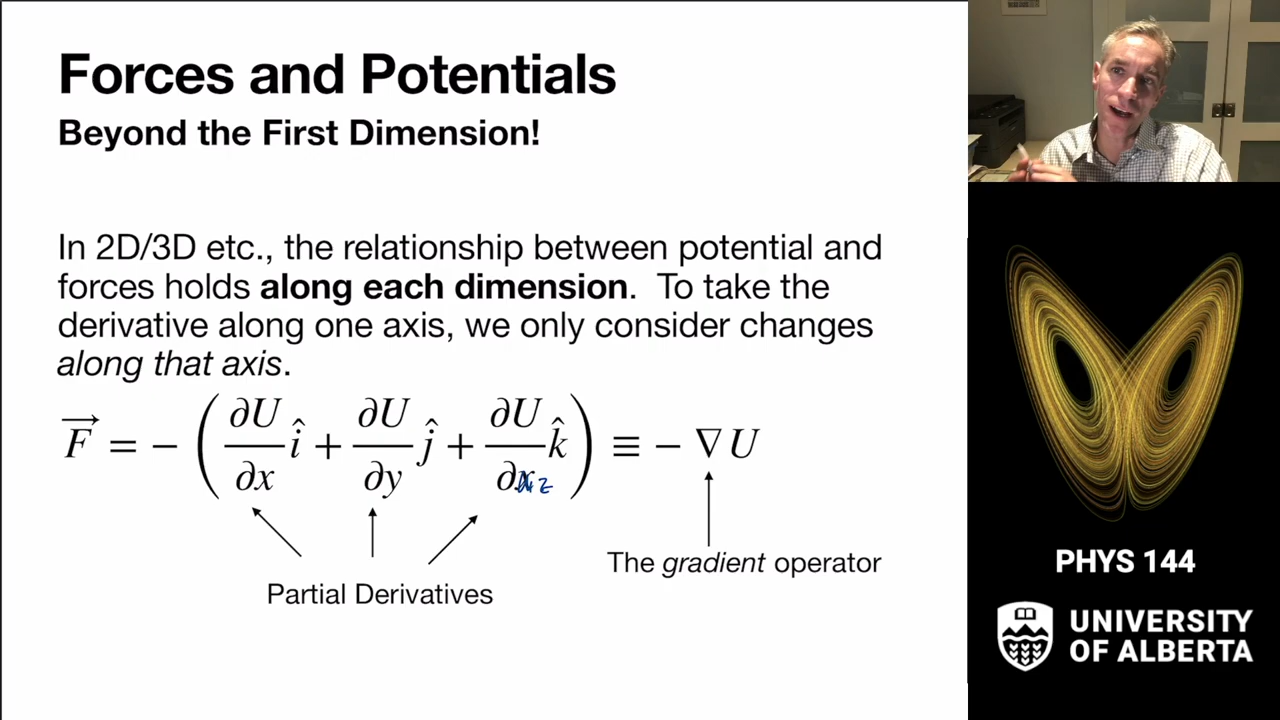 Forces and Potentials
Beyond the First Dimension!
In 2D/3D etc., the relationship between potential and
forces holds along each dimension. To take the
derivative along one axis, we only consider changes
along that axis.
F⃗ = − ( ∂U/∂x î + ∂U/∂y ĵ + ∂U/∂x z k̂ ) ≡ − ∇U
Partial Derivatives
The gradient operator
PHYS 144
UNIVERSITY
OF ALBERTA